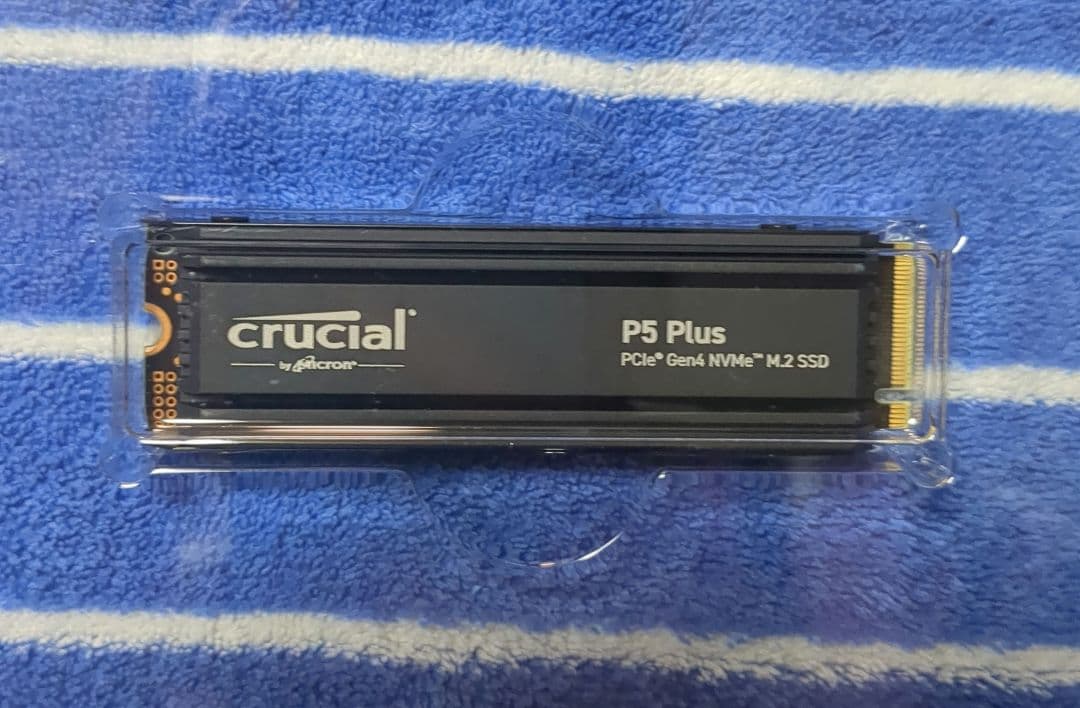 crucial
by Micron®
P5 Plus
PCIe® Gen4 NVMe™ M.2 SSD